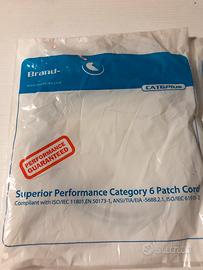 Brand-
CAT6Plus
PERFORMANCE
GUARANTEED
Superior Performance Category 6 Patch Cord
Compliant with ISO/IEC 11801,EN 50173-1, ANSI/TIA/EIA -568B.2.1, ISO/IEC 61935-2